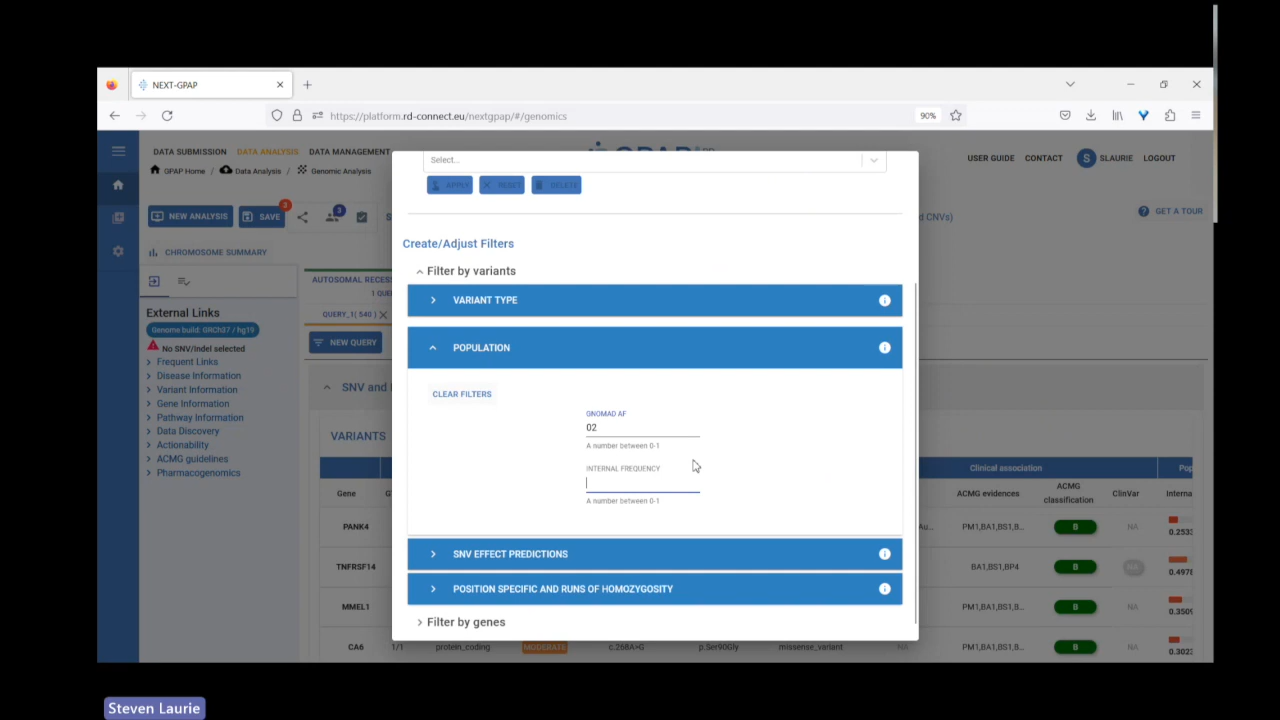 NEXT-GPAP
https://platform.rd-connect.eu/nextgpap/#/genomics
90%
DATA SUBMISSION DATA ANALYSIS DATA MANAGEMENT
USER GUIDE CONTACT S SLAURIE LOGOUT
GPAP Home / Data Analysis / Genomic Analysis
Select...
APPLY RESET DELETE
NEW ANALYSIS SAVE 3 3
d CNVs)
GET A TOUR
CHROMOSOME SUMMARY
Create/Adjust Filters
Filter by variants
AUTOSOMAL RECES
1 QUE
VARIANT TYPE
External Links
QUERY_1( 540 )
Genome build: GRCh37 / hg19
No SNV/Indel selected
NEW QUERY
POPULATION
Frequent Links
Disease Information
Variant Information
Gene Information
Pathway Information
Data Discovery
Actionability
ACMG guidelines
Pharmacogenomics
SNV and
CLEAR FILTERS
GNOMAD AF
02
A number between 0-1
INTERNAL FREQUENCY
A number between 0-1
VARIANTS
Clinical association
Pop
Gene
ACMG evidences
ACMG classification
ClinVar
Interna
PANK4
Au...
PM1,BA1,BS1,B...
B
NA
0.2533
SNV EFFECT PREDICTIONS
TNFRSF14
BA1,BS1,BP4
B
NA
0.4978
POSITION SPECIFIC AND RUNS OF HOMOZYGOSITY
MMEL1
PM1,BA1,BS1,B...
B
NA
0.3509
Filter by genes
CA6 1/1 protein_coding MODERATE c.268A>G p.Ser90Gly missense_variant NA PM1,BA1,BS1,B... B NA 0.3023
Steven Laurie